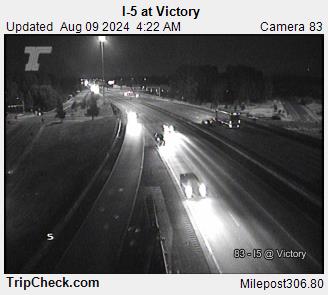 I-5 at Victory
Updated Aug 09 2024 4:22 AM Camera 83
T
S
83 - I5 @ Victory
TripCheck.com Milepost306.80